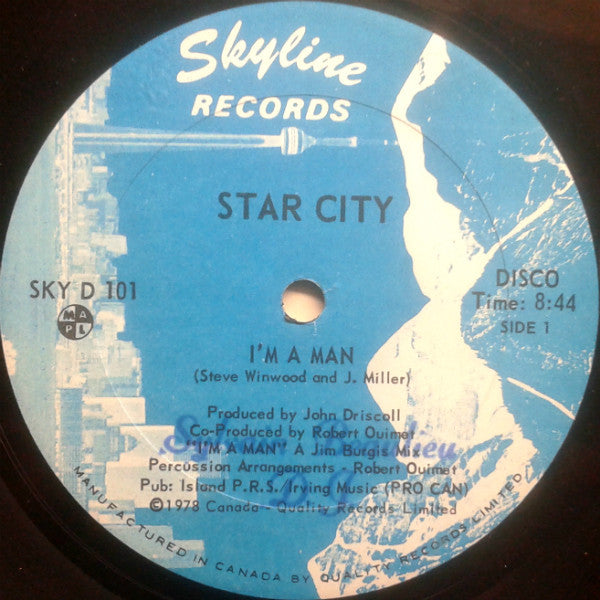 Skyline
RECORDS
STAR CITY
SKY D 101
MAPL
DISCO
Time: 8:44
SIDE 1
I'M A MAN
(Steve Winwood and J. Miller)
Produced by John Driscoll
Co-Produced by Robert Ouimet
"I'M A MAN" A Jim Burgis Mix
Percussion Arrangements - Robert Ouimet
Pub: Island P.R.S. Irving Music (PRO CAN)
©1978 Canada - Quality Records Limited
MANUFACTURED IN CANADA BY QUALITY RECORDS LIMITED